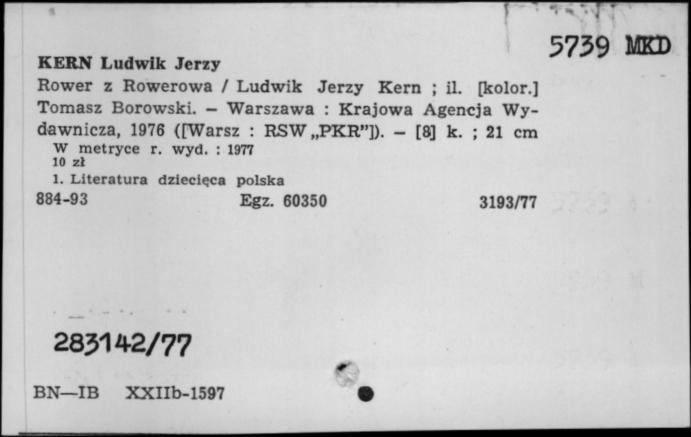 5739 MKD
KERN Ludwik Jerzy
Rower z Rowerowa / Ludwik Jerzy Kern ; il. [kolor.]
Tomasz Borowski. — Warszawa : Krajowa Agencja Wy-
dawnicza, 1976 ([Warsz : RSW „PKR”]). — [8] k. ; 21 cm
W metryce r. wyd. : 1977
10 zł
1. Literatura dziecięca polska
884-93 Egz. 60350 3193/77
283142/77
BN—IB XXIIb-1597